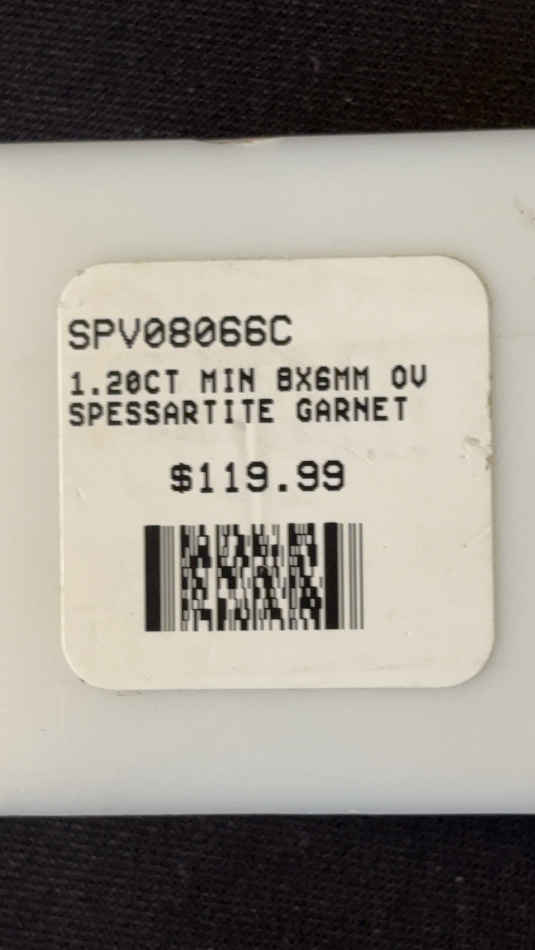 SPV08066C
1.20CT MIN 8X6MM OV
SPESSARTITE GARNET
$119.99